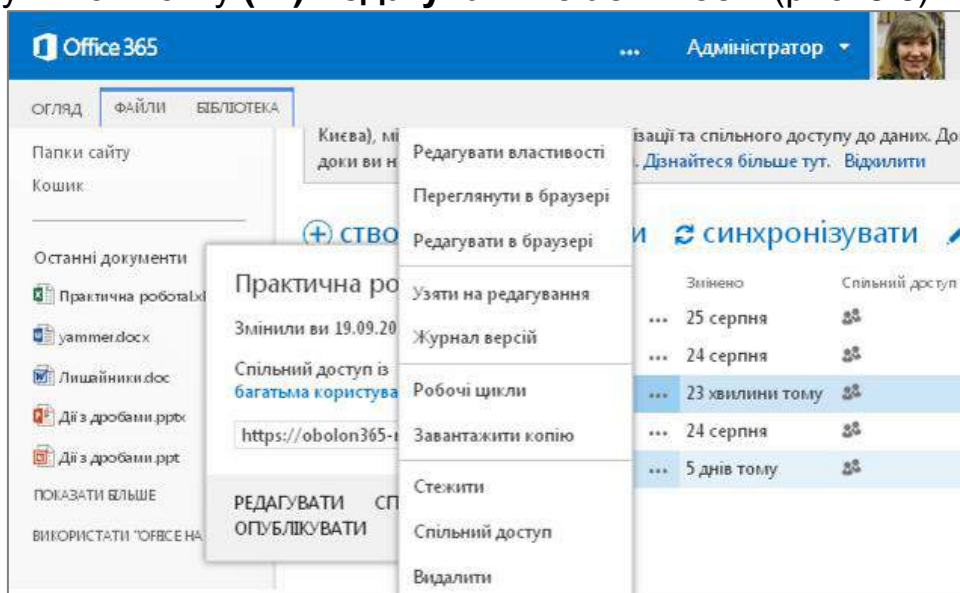 Office 365 ... Адміністратор
ОГЛЯД ФАЙЛИ БІБЛІОТЕКА
Папки сайту
Кошик
Останні документи
Практична робота1.xl
yammer.docx
Лишайники.doc
Дії з дробами.pptx
Дії з дробами.ppt
ПОКАЗАТИ БІЛЬШЕ
ВИКОРИСТАТИ "OFFICE НА
Києва), мі
доки ви н
ство
Практична ро
Змінили ви 19.09.20
Спільний доступ із
багатьма користува
https://obolon365-
РЕДАГУВАТИ СП
ОПУБЛІКУВАТИ
Редагувати властивості
Переглянути в браузері
Редагувати в браузері
Узяти на редагування
Журнал версій
Робочі цикли
Завантажити копію
Стежити
Спільний доступ
Видалити
ізації та спільного доступу до даних. До
. Дізнайтеся більше тут. Відхилити
и синхронізувати
Змінено Спільний доступ
... 25 серпня
... 24 серпня
... 23 хвилини тому
... 24 серпня
... 5 днів тому